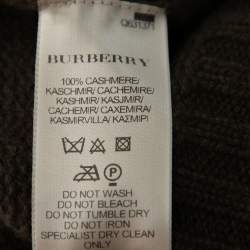 BURBERRY
100% CASHMERE/
KASCHMIR/ CACHEMIRE/
KASHMIR/ KASJMIR/
CACHEMIR/ CAXEMIRA/
KASMIRVILLA/ ΚΑΣΜΙΡΙ
P
DO NOT WASH
DO NOT BLEACH
DO NOT TUMBLE DRY
DO NOT IRON
SPECIALIST DRY CLEAN
ONLY